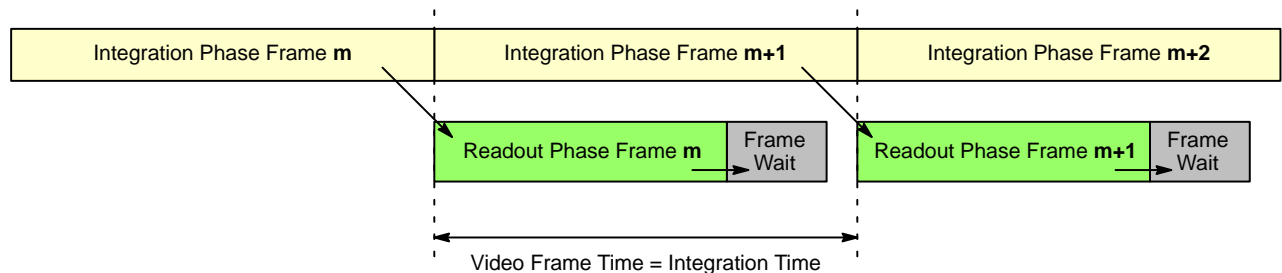 Integration Phase Frame m
Integration Phase Frame m+1
Integration Phase Frame m+2
Readout Phase Frame m
Frame
Wait
Readout Phase Frame m+1
Frame
Wait
Video Frame Time = Integration Time